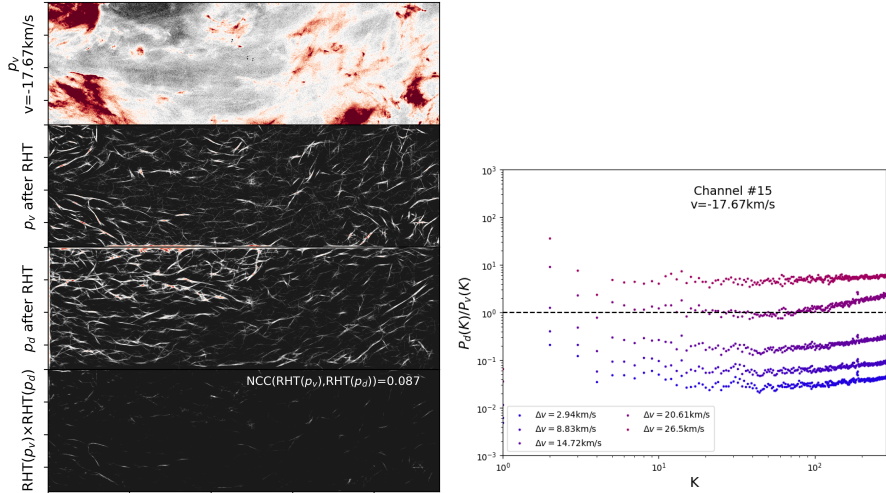 p_v
v=-17.67km/s
p_v after RHT
p_d after RHT
RHT(p_v)×RHT(p_d)
NCC(RHT(p_v),RHT(p_d))=0.087
Channel #15
v=-17.67km/s
P_d(K)/P_v(K)
10^3
10^2
10^1
10^0
10^-1
10^-2
10^-3
Δv = 2.94km/s
Δv = 8.83km/s
Δv = 14.72km/s
Δv = 20.61km/s
Δv = 26.5km/s
10^0
10^1
10^2
K